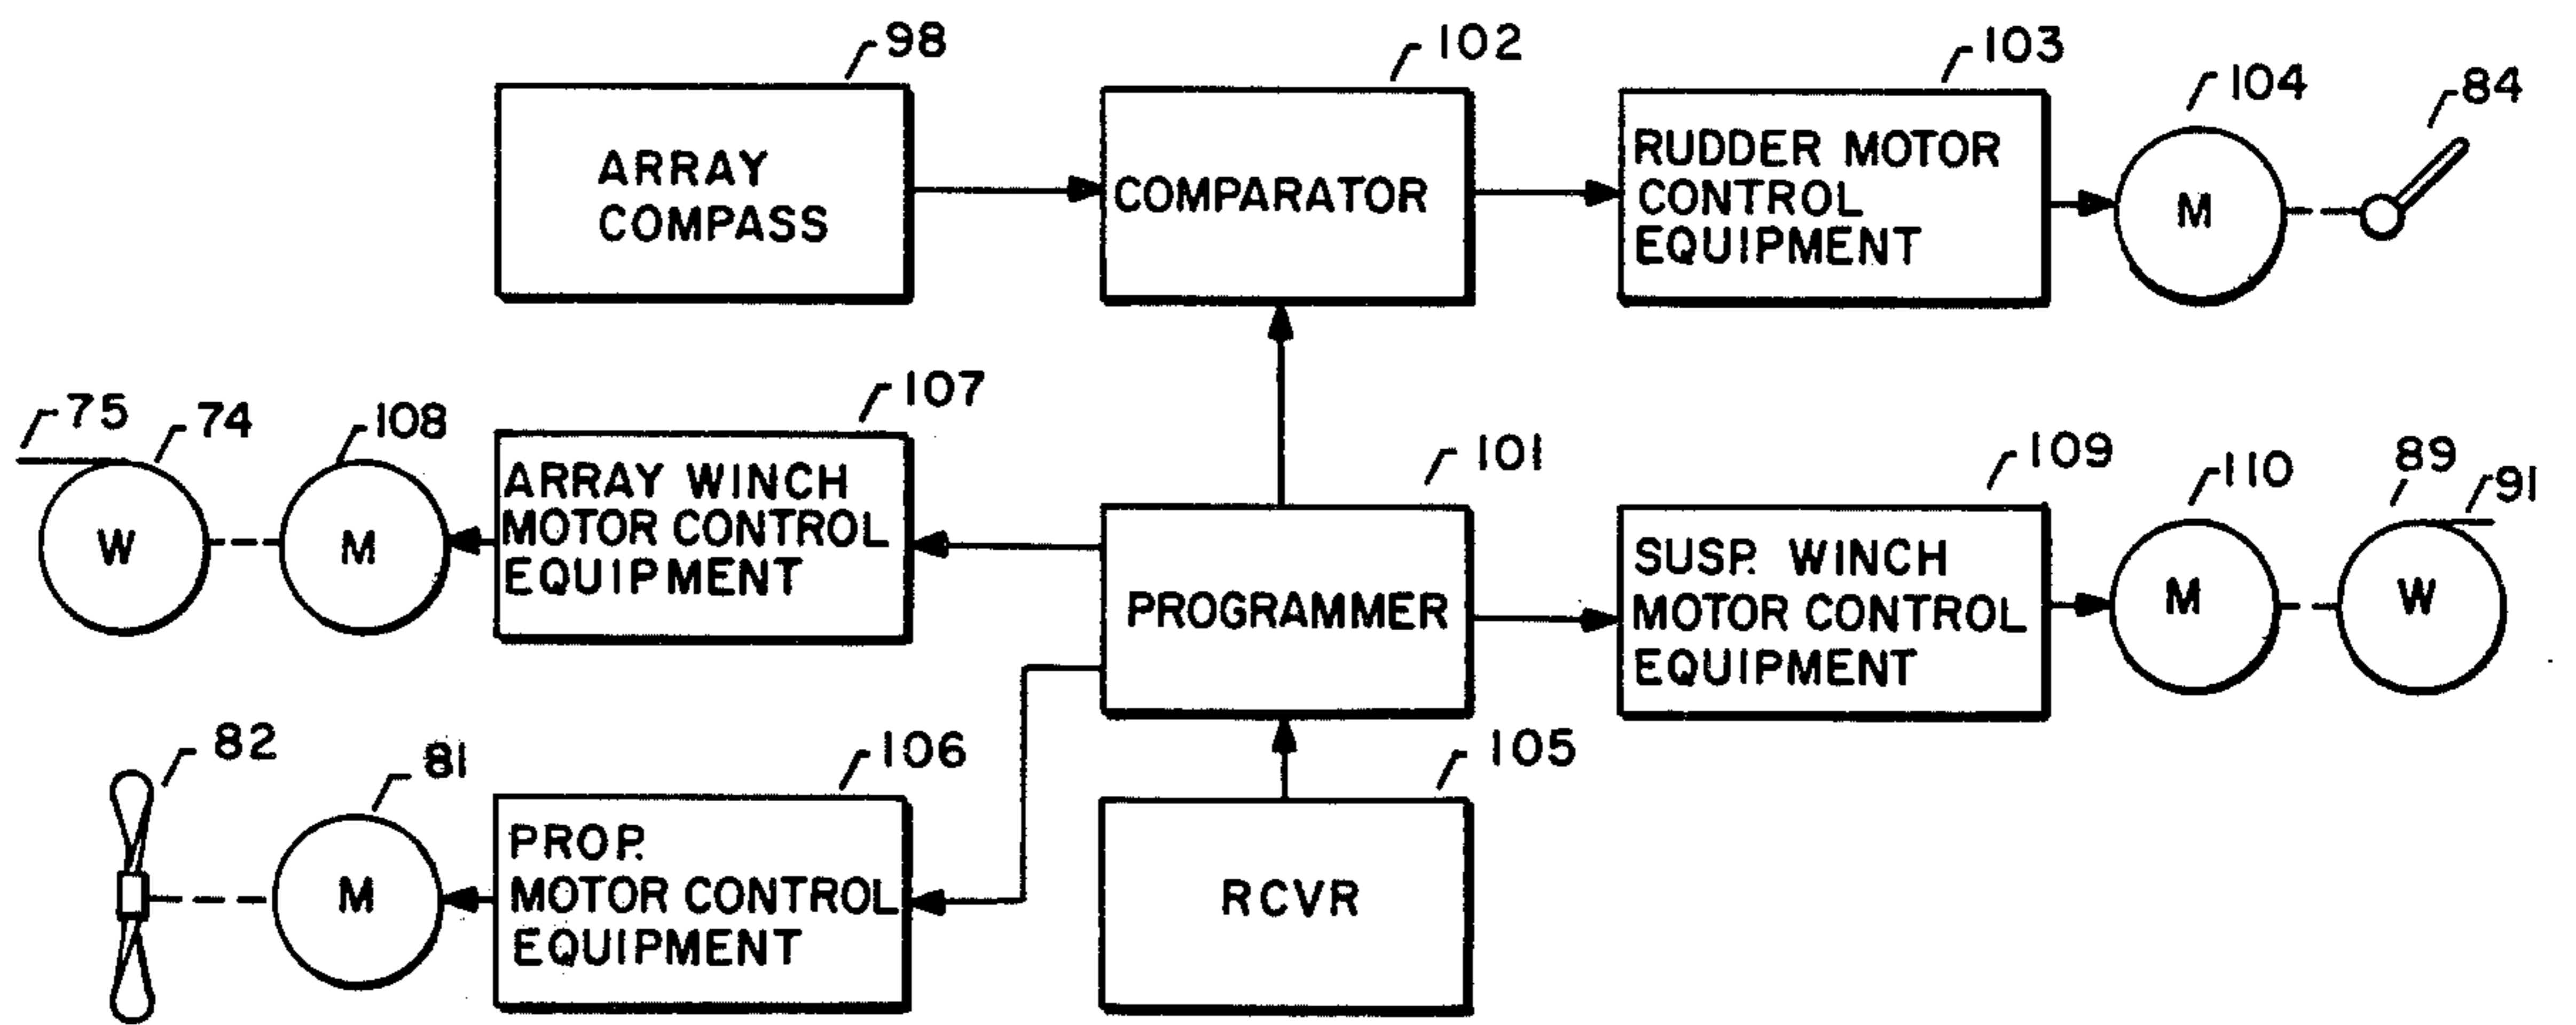 98
102
103
104
84
ARRAY
COMPASS
COMPARATOR
RUDDER MOTOR
CONTROL
EQUIPMENT
M
75
74
108
107
101
109
110
89
91
W
M
ARRAY WINCH
MOTOR CONTROL
EQUIPMENT
PROGRAMMER
SUSP. WINCH
MOTOR CONTROL
EQUIPMENT
M
W
82
81
106
105
M
PROP.
MOTOR CONTROL
EQUIPMENT
RCVR